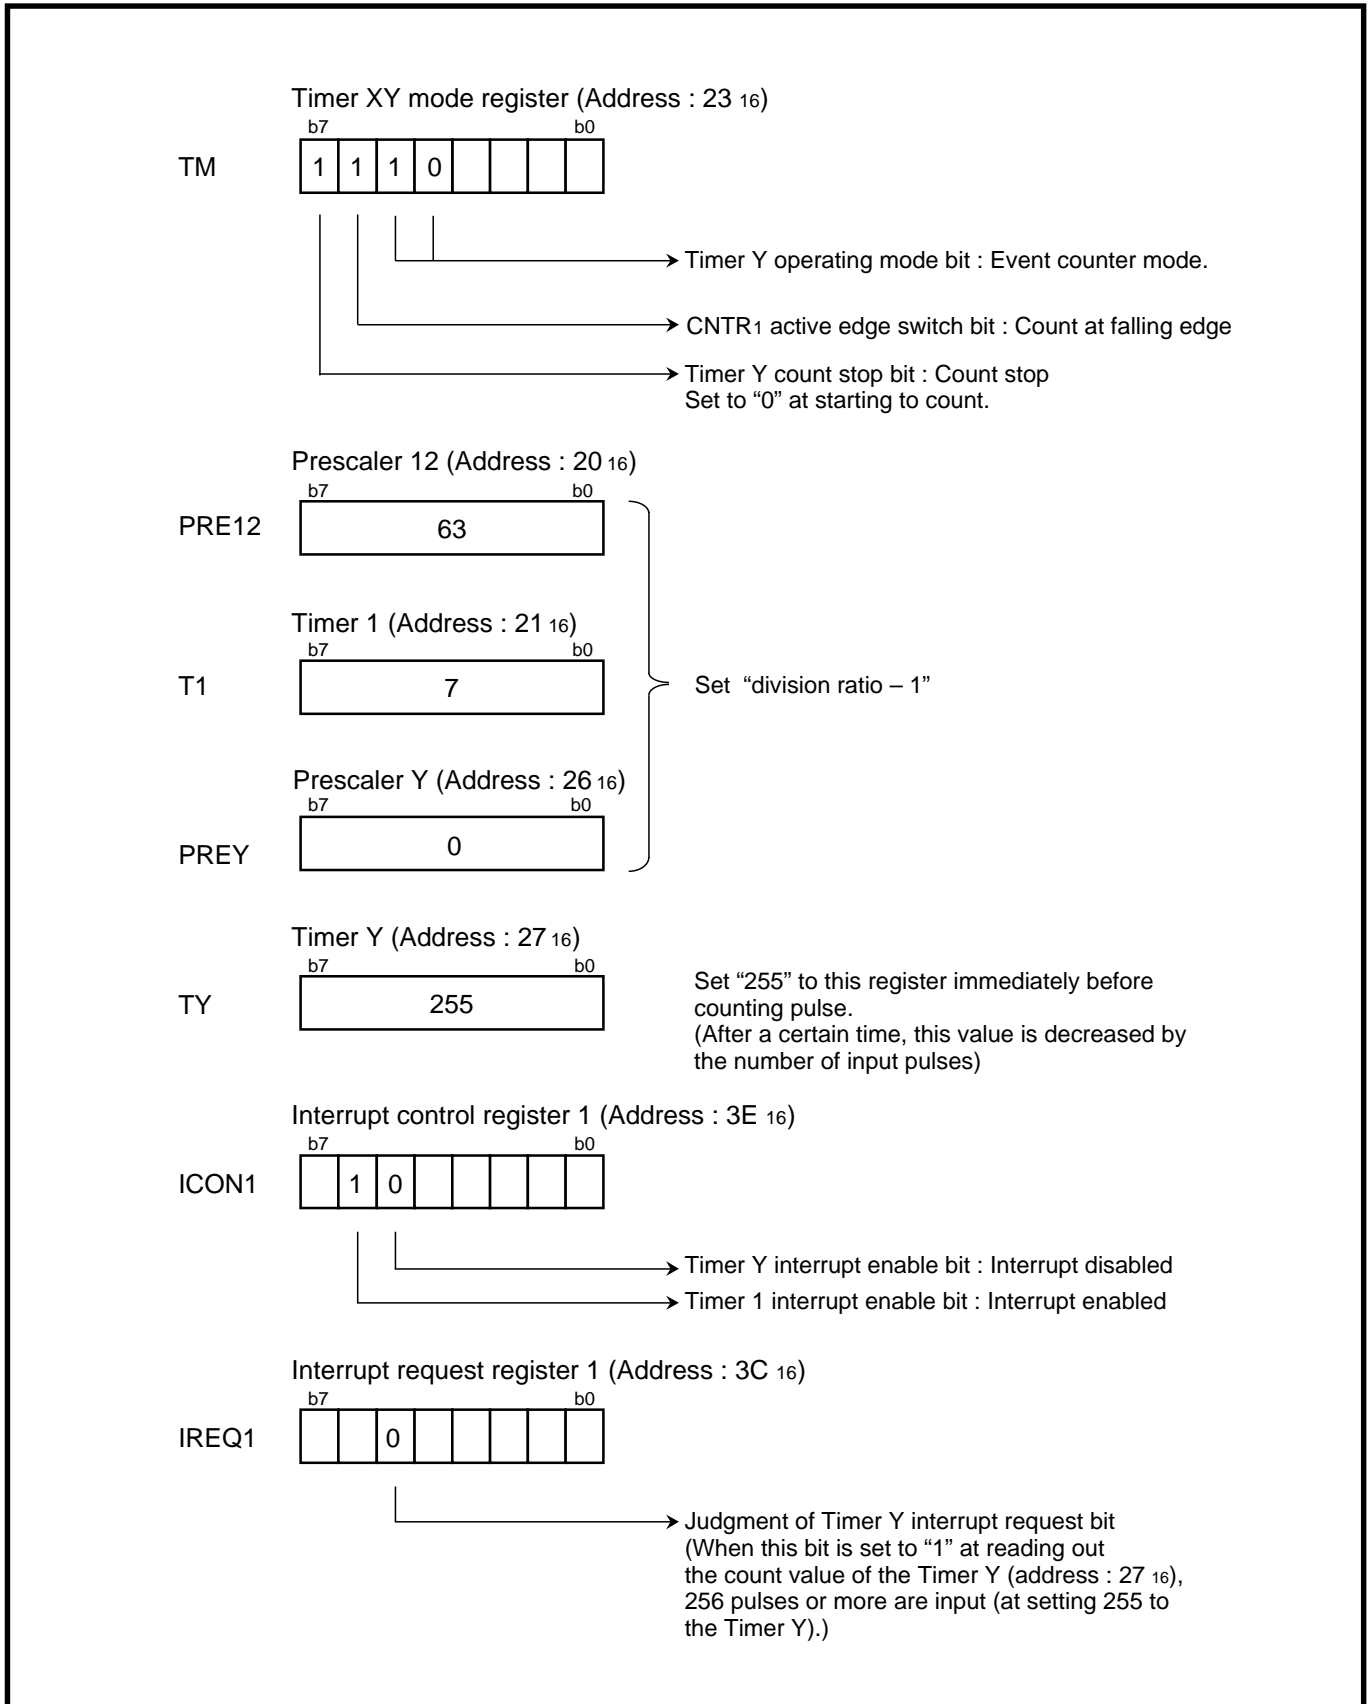 Timer XY mode register (Address : 23 16)
b7 b0
TM 1 1 1 0
Timer Y operating mode bit : Event counter mode.
CNTR1 active edge switch bit : Count at falling edge
Timer Y count stop bit : Count stop
Set to “0” at starting to count.
Prescaler 12 (Address : 20 16)
b7 b0
PRE12 63
Timer 1 (Address : 21 16)
b7 b0
T1 7
Set “division ratio – 1”
Prescaler Y (Address : 26 16)
b7 b0
PREY 0
Timer Y (Address : 27 16)
b7 b0
TY 255
Set “255” to this register immediately before
counting pulse.
(After a certain time, this value is decreased by
the number of input pulses)
Interrupt control register 1 (Address : 3E 16)
b7 b0
ICON1 1 0
Timer Y interrupt enable bit : Interrupt disabled
Timer 1 interrupt enable bit : Interrupt enabled
Interrupt request register 1 (Address : 3C 16)
b7 b0
IREQ1 0
Judgment of Timer Y interrupt request bit
(When this bit is set to “1” at reading out
the count value of the Timer Y (address : 27 16),
256 pulses or more are input (at setting 255 to
the Timer Y).)